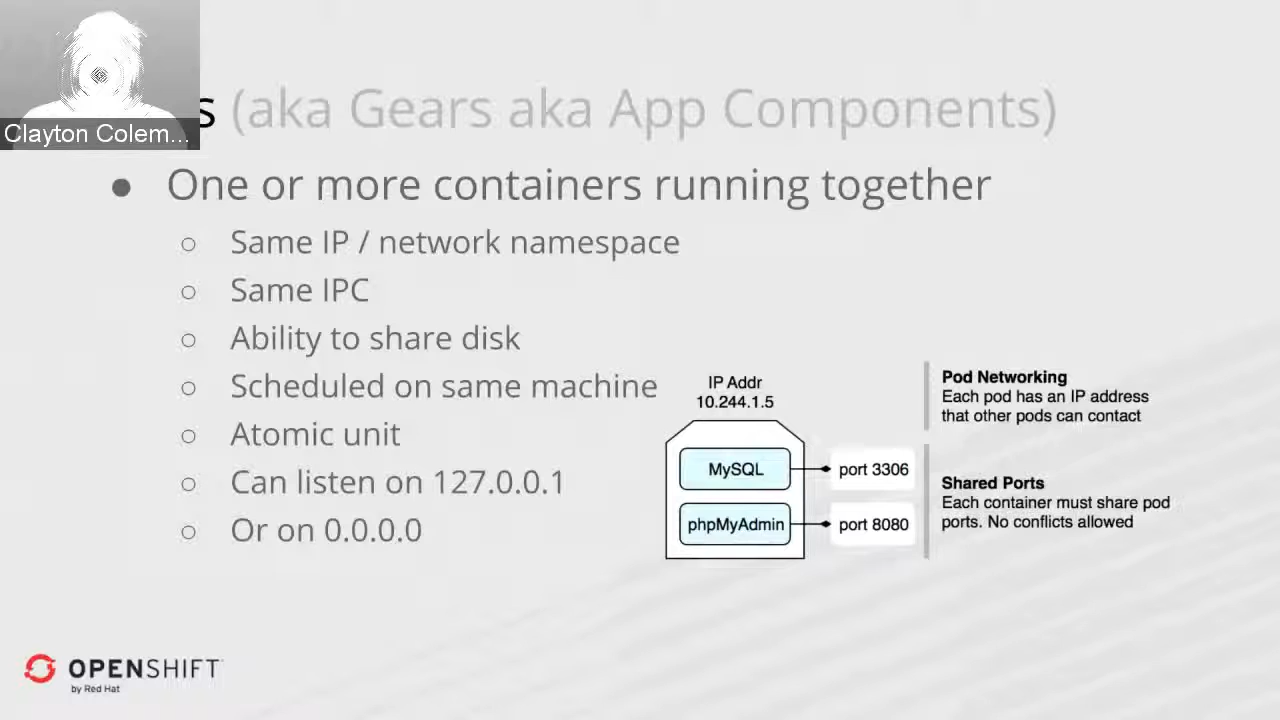 Clayton Colem...
s (aka Gears aka App Components)
● One or more containers running together
○ Same IP / network namespace
○ Same IPC
○ Ability to share disk
○ Scheduled on same machine
○ Atomic unit
○ Can listen on 127.0.0.1
○ Or on 0.0.0.0
IP Addr
10.244.1.5
MySQL
port 3306
phpMyAdmin
port 8080
Pod Networking
Each pod has an IP address
that other pods can contact
Shared Ports
Each container must share pod
ports. No conflicts allowed
OPENSHIFT
by Red Hat